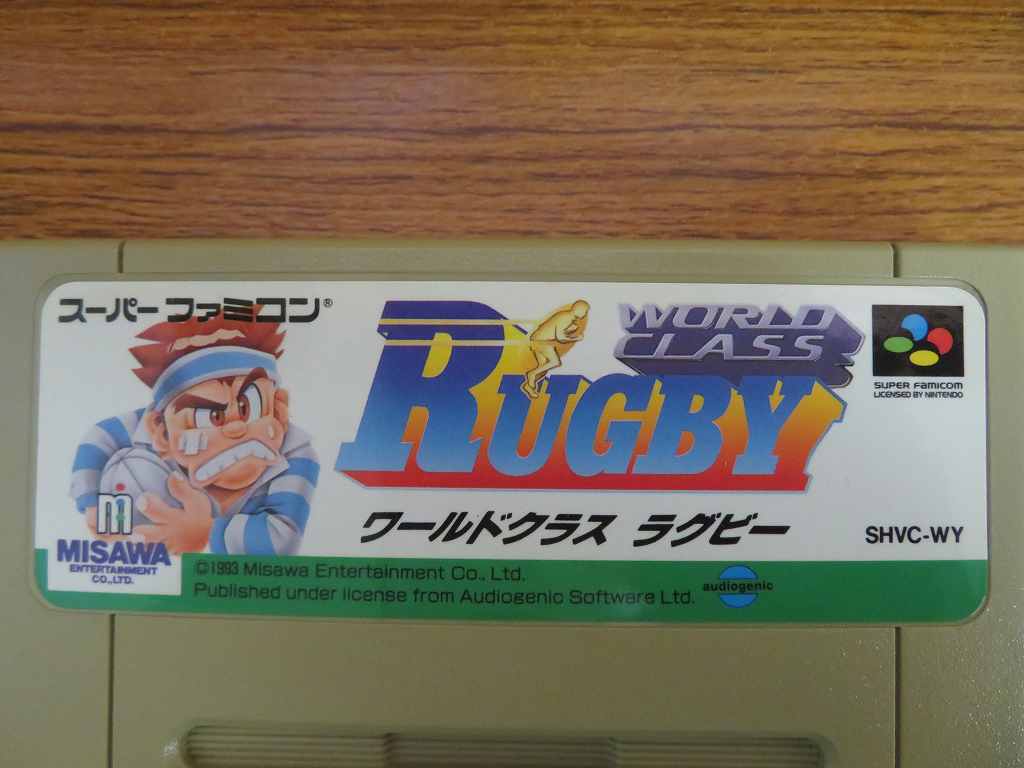 スーパーファミコン®
WORLD
CLASS
RUGBY
SUPER FAMICOM
LICENSED BY NINTENDO
ワールドクラス ラグビー
SHVC-WY
m
MISAWA
ENTERTAINMENT
CO.,LTD.
©1993 Misawa Entertainment Co., Ltd.
Published under license from Audiogenic Software Ltd.
audiogenic